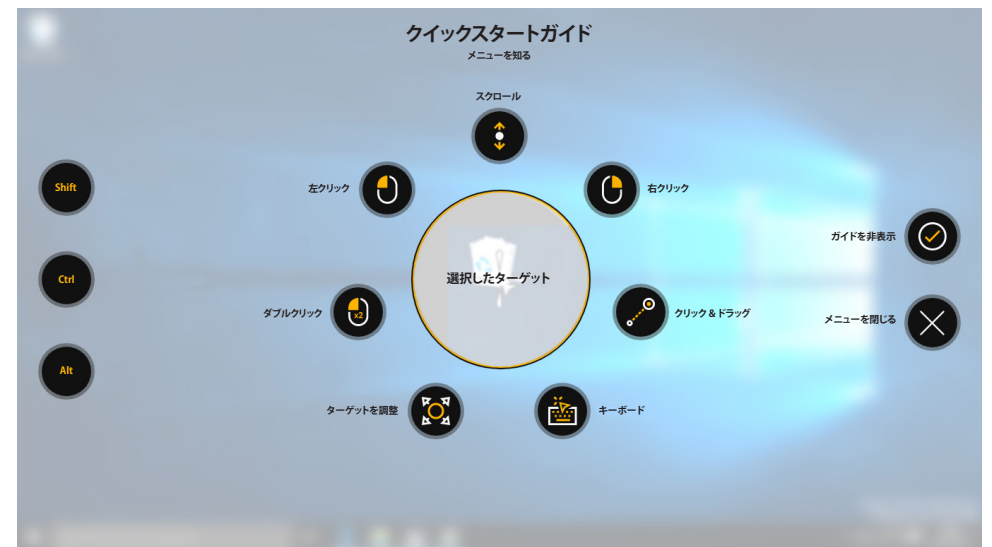 クイックスタートガイド
メニューを知る
スクロール
左クリック
右クリック
Shift
ガイドを非表示
選択したターゲット
Ctrl
ダブルクリック
x2
クリック & ドラッグ
メニューを閉じる
Alt
ターゲットを調整
キーボード